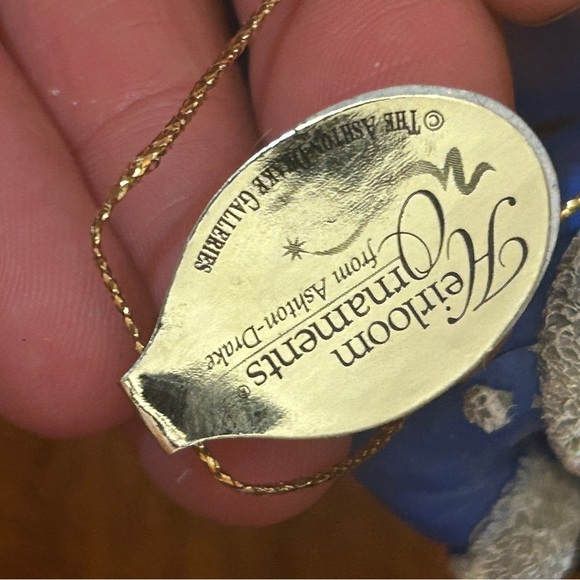 Heirloom
Ornaments®
from Ashton-Drake
© THE ASHTON-DRAKE GALLERIES